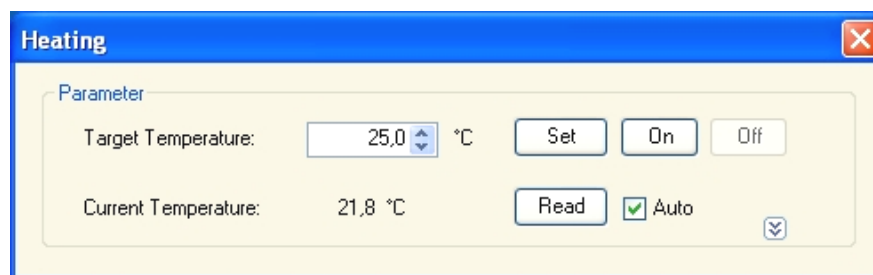 Heating
Parameter
Target Temperature: 25,0 °C Set On Off
Current Temperature: 21,8 °C Read Auto